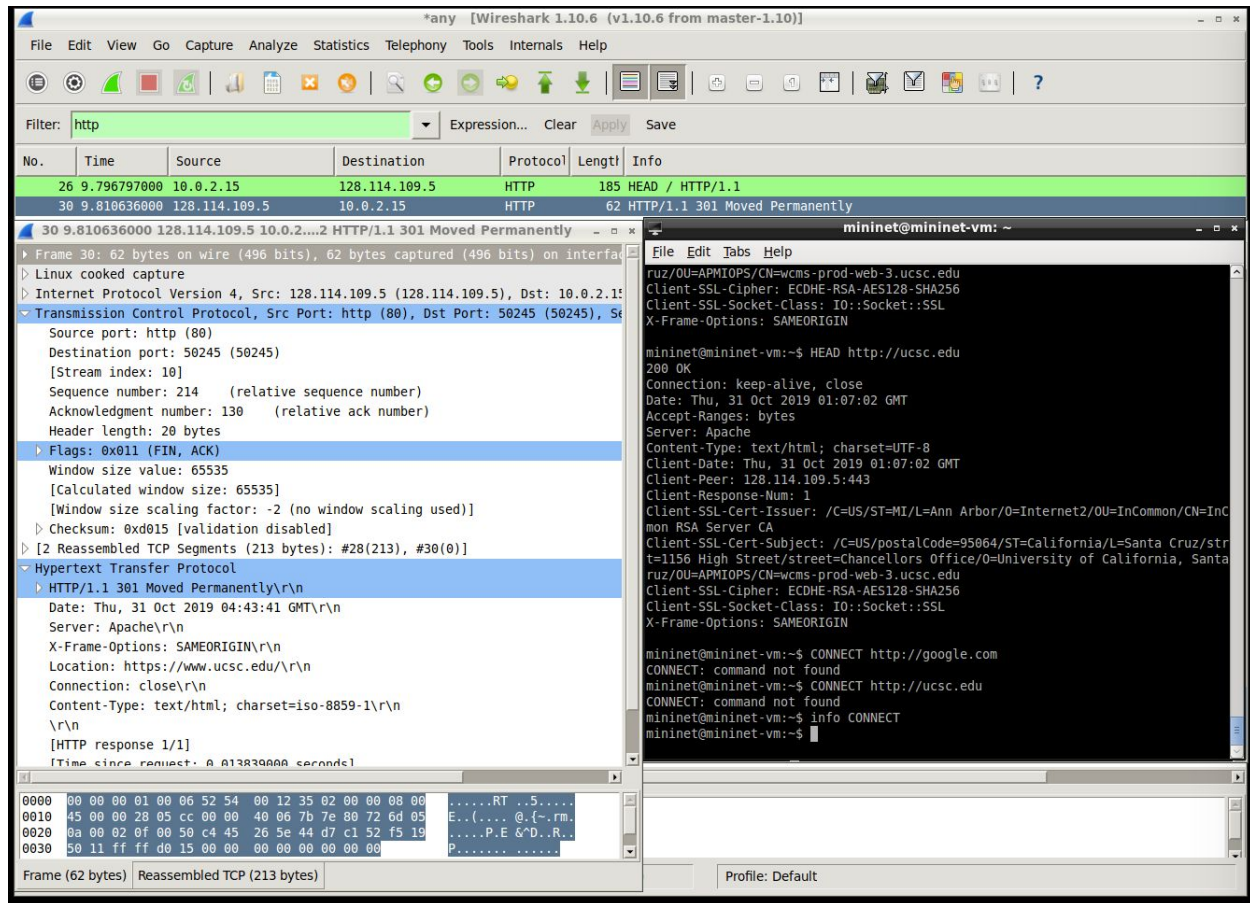 *any [Wireshark 1.10.6 (v1.10.6 from master-1.10)]
File Edit View Go Capture Analyze Statistics Telephony Tools Internals Help
Filter: http Expression... Clear Apply Save
No. Time Source Destination Protocol Length Info
26 9.796797000 10.0.2.15 128.114.109.5 HTTP 185 HEAD / HTTP/1.1
30 9.810636000 128.114.109.5 10.0.2.15 HTTP 62 HTTP/1.1 301 Moved Permanently
30 9.810636000 128.114.109.5 10.0.2....2 HTTP/1.1 301 Moved Permanently
Frame 30: 62 bytes on wire (496 bits), 62 bytes captured (496 bits) on interfac
Linux cooked capture
Internet Protocol Version 4, Src: 128.114.109.5 (128.114.109.5), Dst: 10.0.2.15
Transmission Control Protocol, Src Port: http (80), Dst Port: 50245 (50245), Se
Source port: http (80)
Destination port: 50245 (50245)
[Stream index: 10]
Sequence number: 214 (relative sequence number)
Acknowledgment number: 130 (relative ack number)
Header length: 20 bytes
Flags: 0x011 (FIN, ACK)
Window size value: 65535
[Calculated window size: 65535]
[Window size scaling factor: -2 (no window scaling used)]
Checksum: 0xd015 [validation disabled]
[2 Reassembled TCP Segments (213 bytes): #28(213), #30(0)]
Hypertext Transfer Protocol
HTTP/1.1 301 Moved Permanently\r\n
Date: Thu, 31 Oct 2019 04:43:41 GMT\r\n
Server: Apache\r\n
X-Frame-Options: SAMEORIGIN\r\n
Location: https://www.ucsc.edu/\r\n
Connection: close\r\n
Content-Type: text/html; charset=iso-8859-1\r\n
\r\n
[HTTP response 1/1]
[Time since request: 0.013839000 seconds]
0000 00 00 00 01 00 06 52 54 00 12 35 02 00 00 08 00 ......RT ..5.....
0010 45 00 00 28 05 cc 00 00 40 06 7b 7e 80 72 6d 05 E..(.... @.{~.rm.
0020 0a 00 02 0f 00 50 c4 45 26 5e 44 d7 c1 52 f5 19 .....P.E &^D..R..
0030 50 11 ff ff d0 15 00 00 00 00 00 00 00 00 P....... ......
Frame (62 bytes) Reassembled TCP (213 bytes)
mininet@mininet-vm: ~
File Edit Tabs Help
ruz/OU=APMIOPS/CN=wcms-prod-web-3.ucsc.edu
Client-SSL-Cipher: ECDHE-RSA-AES128-SHA256
Client-SSL-Socket-Class: IO::Socket::SSL
X-Frame-Options: SAMEORIGIN
mininet@mininet-vm:~$ HEAD http://ucsc.edu
200 OK
Connection: keep-alive, close
Date: Thu, 31 Oct 2019 01:07:02 GMT
Accept-Ranges: bytes
Server: Apache
Content-Type: text/html; charset=UTF-8
Client-Date: Thu, 31 Oct 2019 01:07:02 GMT
Client-Peer: 128.114.109.5:443
Client-Response-Num: 1
Client-SSL-Cert-Issuer: /C=US/ST=MI/L=Ann Arbor/O=Internet2/OU=InCommon/CN=InC
mon RSA Server CA
Client-SSL-Cert-Subject: /C=US/postalCode=95064/ST=California/L=Santa Cruz/str
t=1156 High Street/street=Chancellors Office/O=University of California, Santa
ruz/OU=APMIOPS/CN=wcms-prod-web-3.ucsc.edu
Client-SSL-Cipher: ECDHE-RSA-AES128-SHA256
Client-SSL-Socket-Class: IO::Socket::SSL
X-Frame-Options: SAMEORIGIN
mininet@mininet-vm:~$ CONNECT http://google.com
CONNECT: command not found
mininet@mininet-vm:~$ CONNECT http://ucsc.edu
CONNECT: command not found
mininet@mininet-vm:~$ info CONNECT
mininet@mininet-vm:~$
Profile: Default